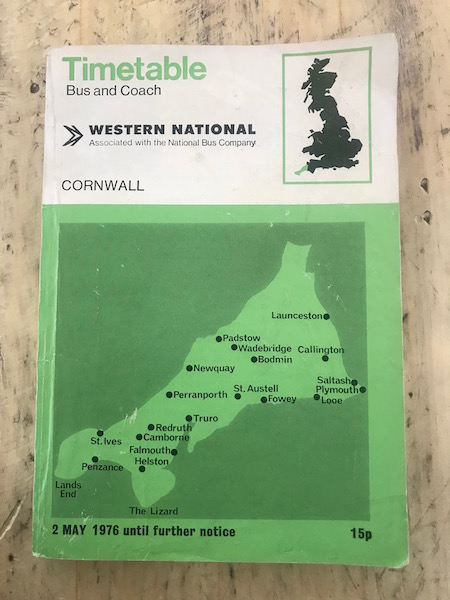 Timetable
Bus and Coach
WESTERN NATIONAL
Associated with the National Bus Company
CORNWALL
Launceston
Padstow
Wadebridge
Bodmin
Callington
Newquay
Saltash
Plymouth
St. Austell
Perranporth
Fowey
Looe
Truro
Redruth
St. Ives
Camborne
Falmouth
Penzance
Helston
Lands
End
The Lizard
2 MAY 1976 until further notice
15p